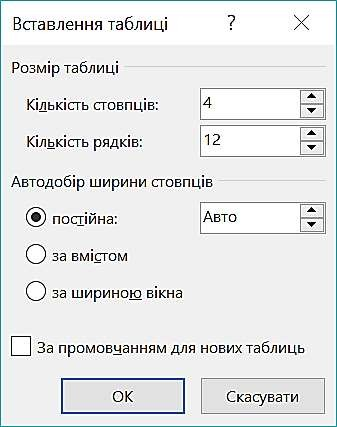 Вставлення таблиці ?
Розмір таблиці
Кількість стовпців: 4
Кількість рядків: 12
Автодобір ширини стовпців
постійна: Авто
за вмістом
за шириною вікна
За промовчанням для нових таблиць
ОК Скасувати